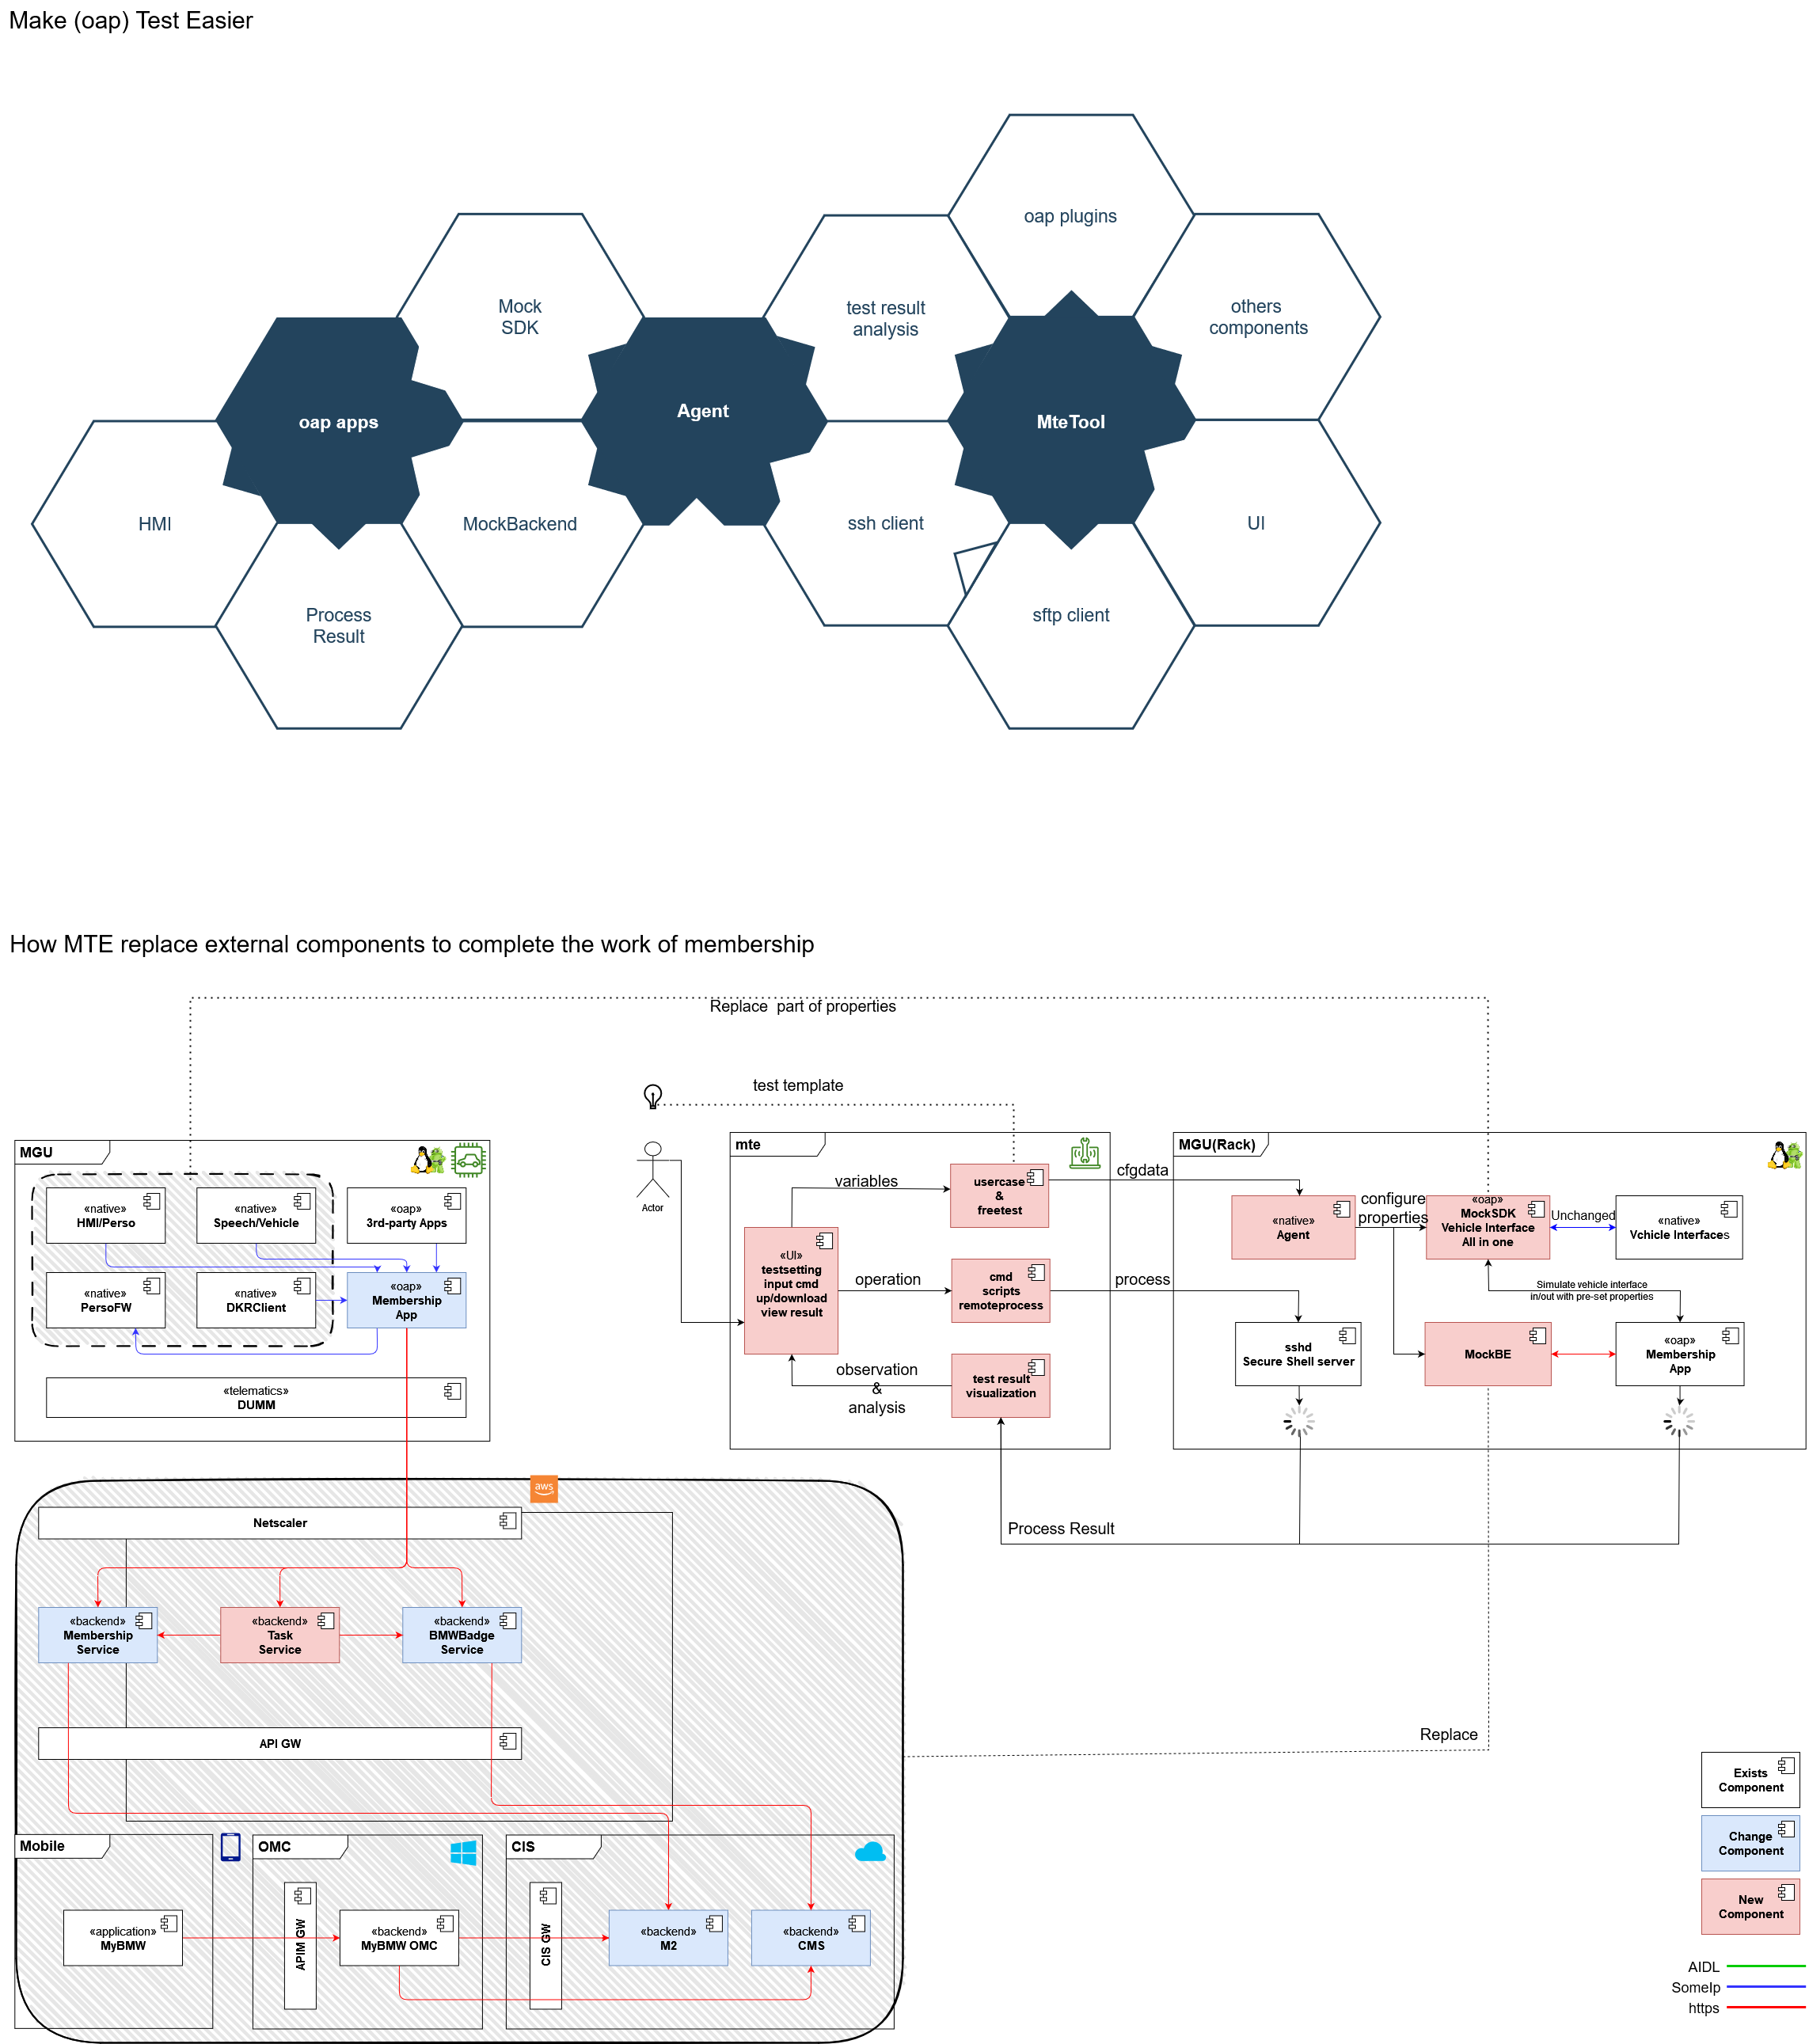 Make (oap) Test Easier
oap plugins
Mock
SDK
test result
analysis
others
components
oap apps
Agent
MteTool
HMI
MockBackend
ssh client
UI
Process
Result
sftp client
How MTE replace external components to complete the work of membership
Replace part of properties
test template
MGU
«native»
HMI/Perso
«native»
Speech/Vehicle
«oap»
3rd-party Apps
«native»
PersoFW
«native»
DKRClient
«oap»
Membership
App
«telematics»
DUMM
Actor
mte
variables
usercase
&
freetest
«UI»
testsetting
input cmd
up/download
view result
operation
cmd
scripts
remoteprocess
observation
&
analysis
test result
visualization
cfgdata
process
MGU(Rack)
«native»
Agent
configure
properties
«oap»
MockSDK
Vehicle Interface
All in one
Unchanged
«native»
Vchicle Interfaces
Simulate vehicle interface
in/out with pre-set properties
sshd
Secure Shell server
MockBE
«oap»
Membership
App
Process Result
aws
Netscaler
«backend»
Membership
Service
«backend»
Task
Service
«backend»
BMWBadge
Service
API GW
Replace
Mobile
«application»
MyBMW
OMC
APIM GW
«backend»
MyBMW OMC
CIS
CIS GW
«backend»
M2
«backend»
CMS
Exists
Component
Change
Component
New
Component
AIDL
SomeIp
https